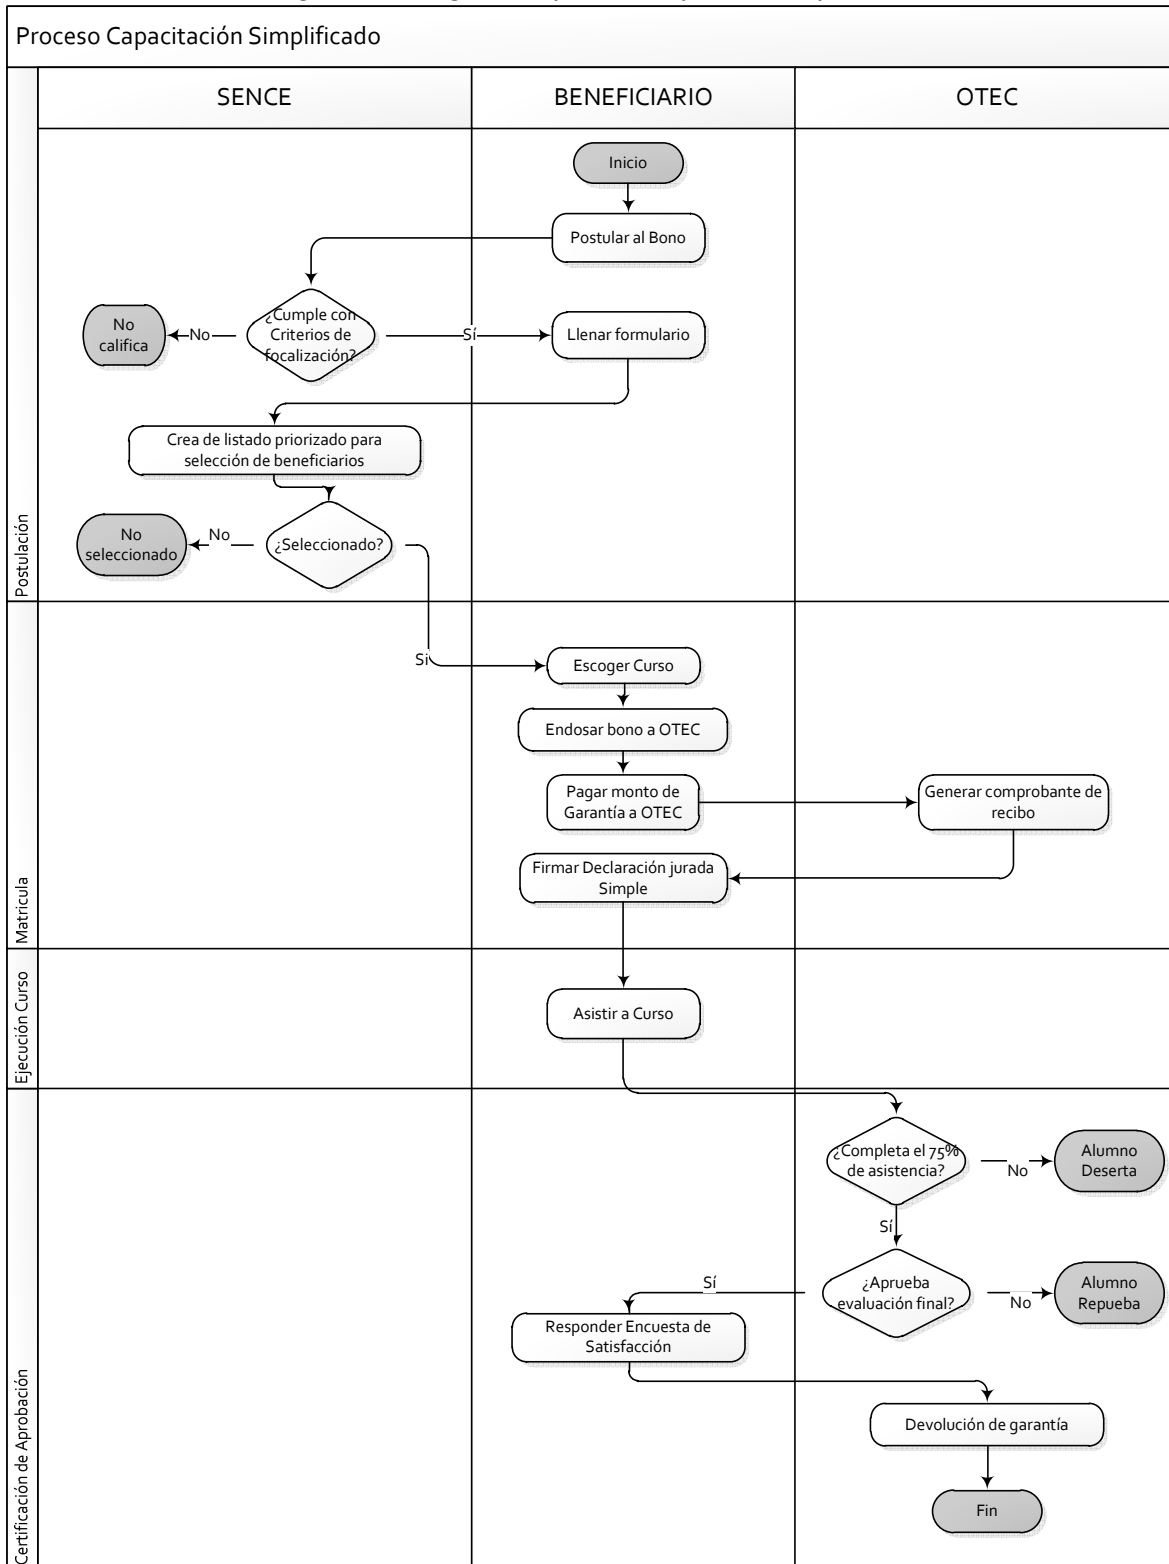 Proceso Capacitación Simplificado
SENCE
BENEFICIARIO
OTEC
Postulación
Inicio
Postular al Bono
¿Cumple con
Criterios de
focalización?
No
No
califica
Sí
Llenar formulario
Crea de listado priorizado para
selección de beneficiarios
¿Seleccionado?
No
No
seleccionado
Si
Matricula
Escoger Curso
Endosar bono a OTEC
Pagar monto de
Garantía a OTEC
Generar comprobante de
recibo
Firmar Declaración jurada
Simple
Ejecución Curso
Asistir a Curso
Certificación de Aprobación
¿Completa el 75%
de asistencia?
No
Alumno
Deserta
Sí
¿Aprueba
evaluación final?
No
Alumno
Repueba
Sí
Responder Encuesta de
Satisfacción
Devolución de garantía
Fin